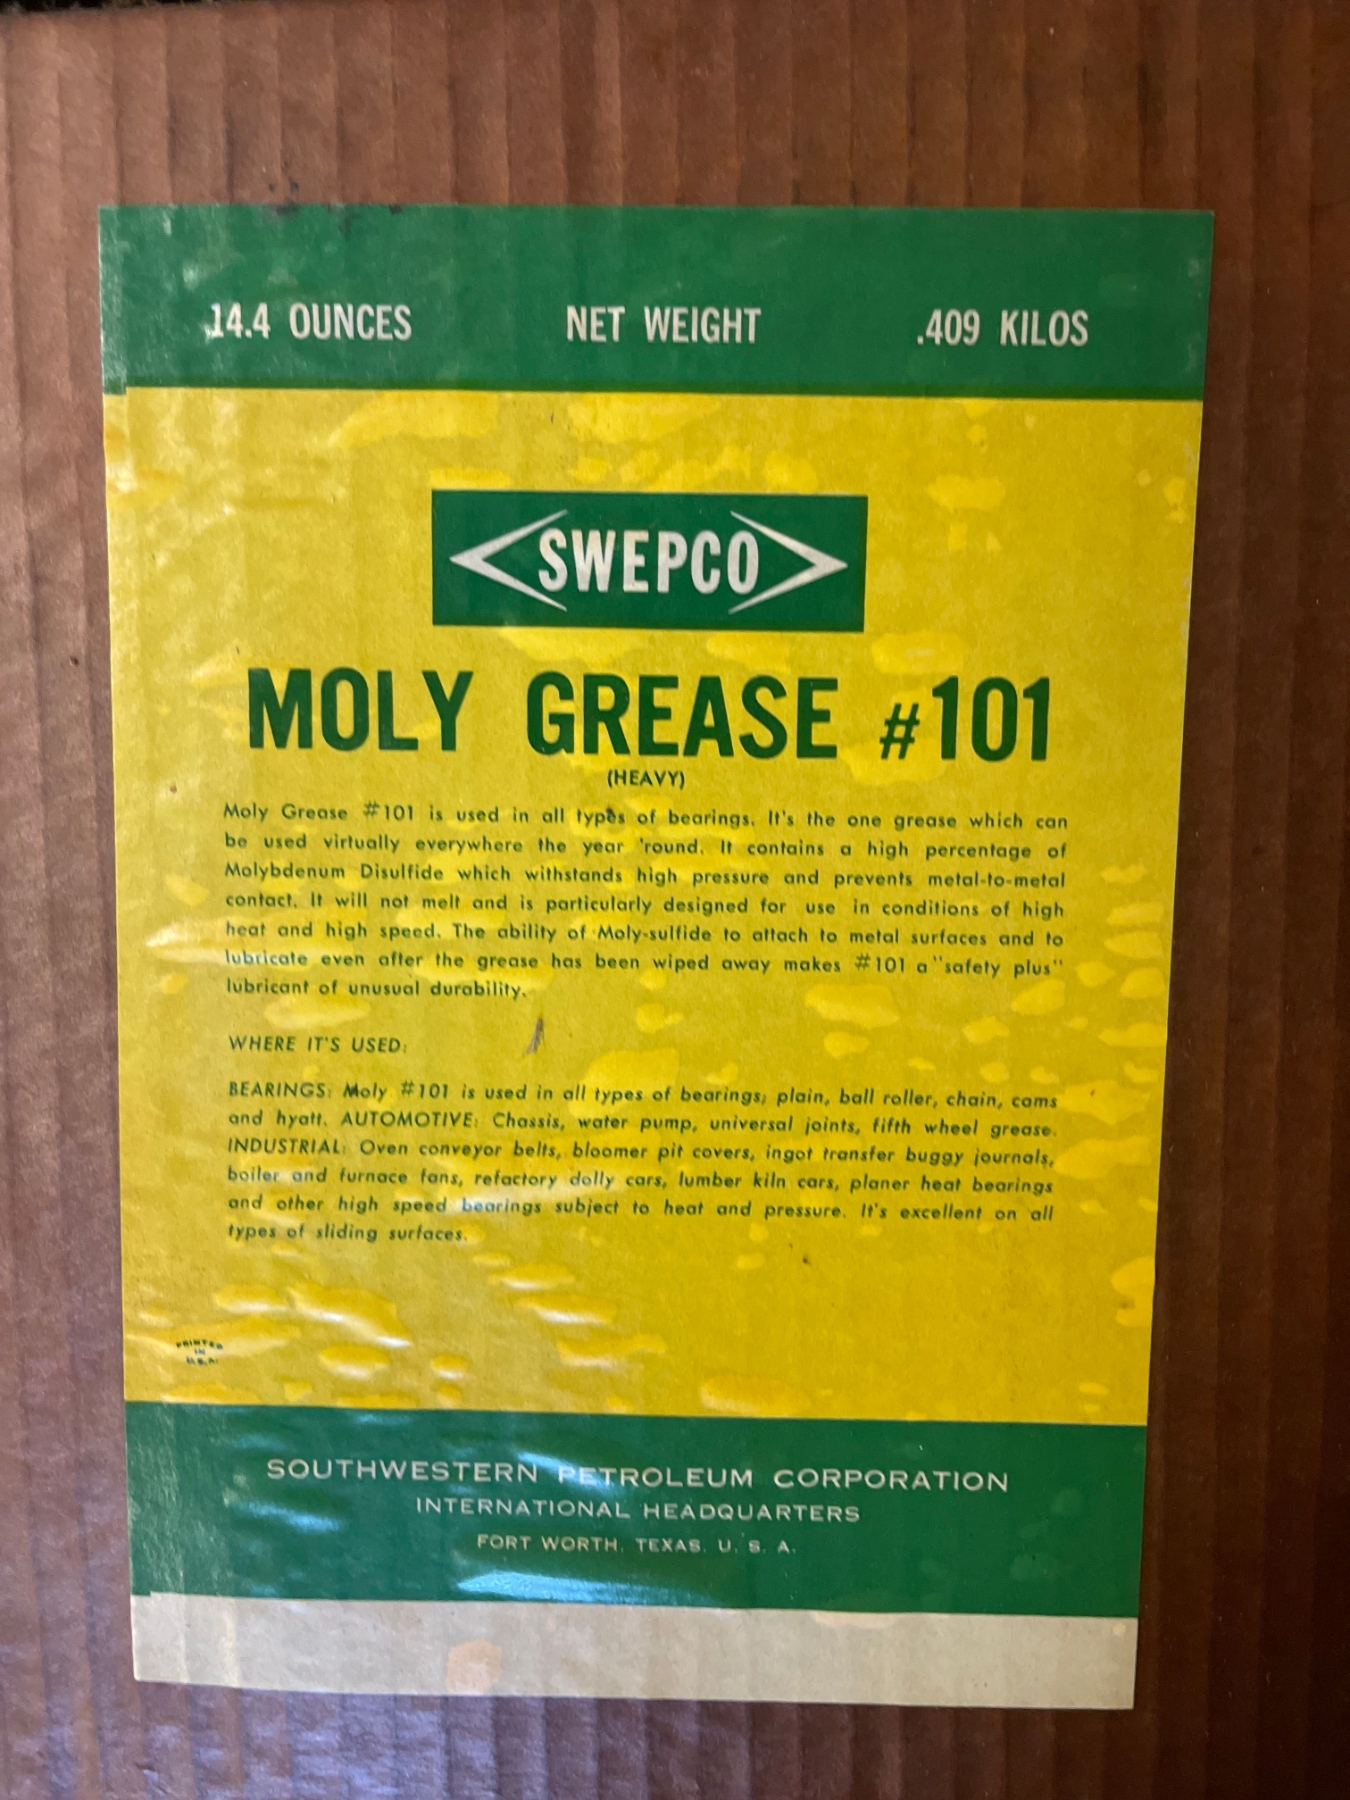 14.4 OUNCES NET WEIGHT .409 KILOS
SWEPCO
MOLY GREASE #101
(HEAVY)
Moly Grease #101 is used in all types of bearings. It's the one grease which can
be used virtually everywhere the year 'round. It contains a high percentage of
Molybdenum Disulfide which withstands high pressure and prevents metal-to-metal
contact. It will not melt and is particularly designed for use in conditions of high
heat and high speed. The ability of Moly-sulfide to attach to metal surfaces and to
lubricate even after the grease has been wiped away makes #101 a "safety plus"
lubricant of unusual durability.
WHERE IT'S USED:
BEARINGS: Moly #101 is used in all types of bearings; plain, ball roller, chain, cams
and hyatt. AUTOMOTIVE: Chassis, water pump, universal joints, fifth wheel grease.
INDUSTRIAL: Oven conveyor belts, bloomer pit covers, ingot transfer buggy journals,
boiler and furnace fans, refactory dolly cars, lumber kiln cars, planer heat bearings
and other high speed bearings subject to heat and pressure. It's excellent on all
types of sliding surfaces.
PRINTED
IN
U.S.A.
SOUTHWESTERN PETROLEUM CORPORATION
INTERNATIONAL HEADQUARTERS
FORT WORTH, TEXAS, U. S. A.